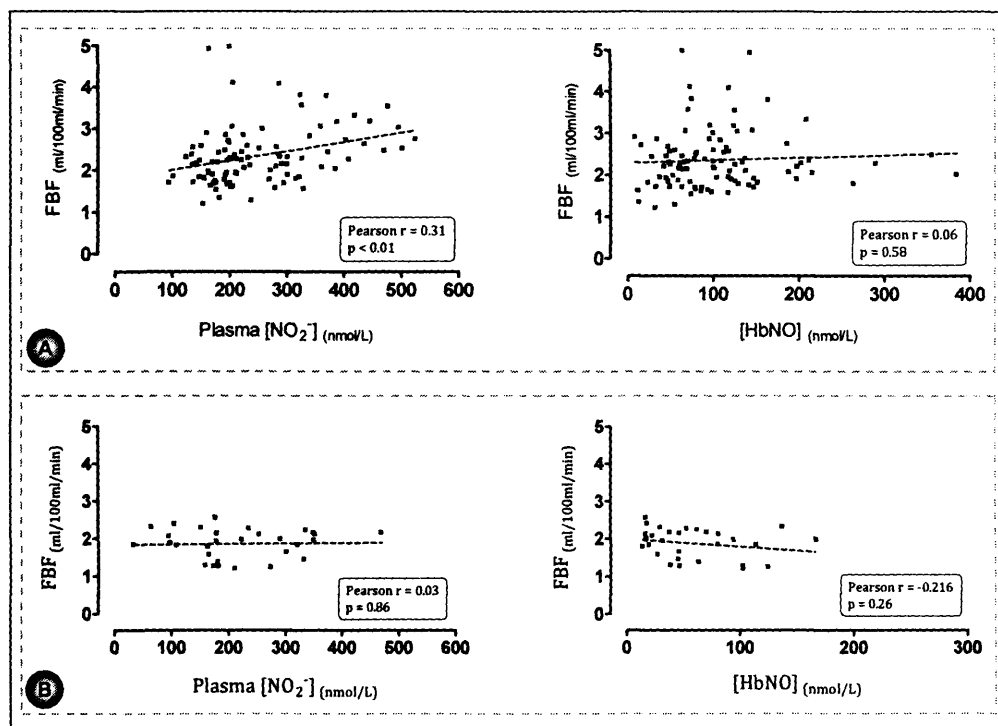 5
4
3
2
1
0
FBF (ml/100ml/min)
Pearson r = 0.31
p < 0.01
0 100 200 300 400 500 600
Plasma [NO₂⁻] (nmol/L)
5
4
3
2
1
0
FBF (ml/100ml/min)
Pearson r = 0.06
p = 0.58
0 100 200 300 400
[HbNO] (nmol/L)
A
5
4
3
2
1
0
FBF (ml/100ml/min)
Pearson r = 0.03
p = 0.86
0 100 200 300 400 500 600
Plasma [NO₂⁻] (nmol/L)
5
4
3
2
1
0
FBF (ml/100ml/min)
Pearson r = -0.216
p = 0.26
0 100 200 300
[HbNO] (nmol/L)
B